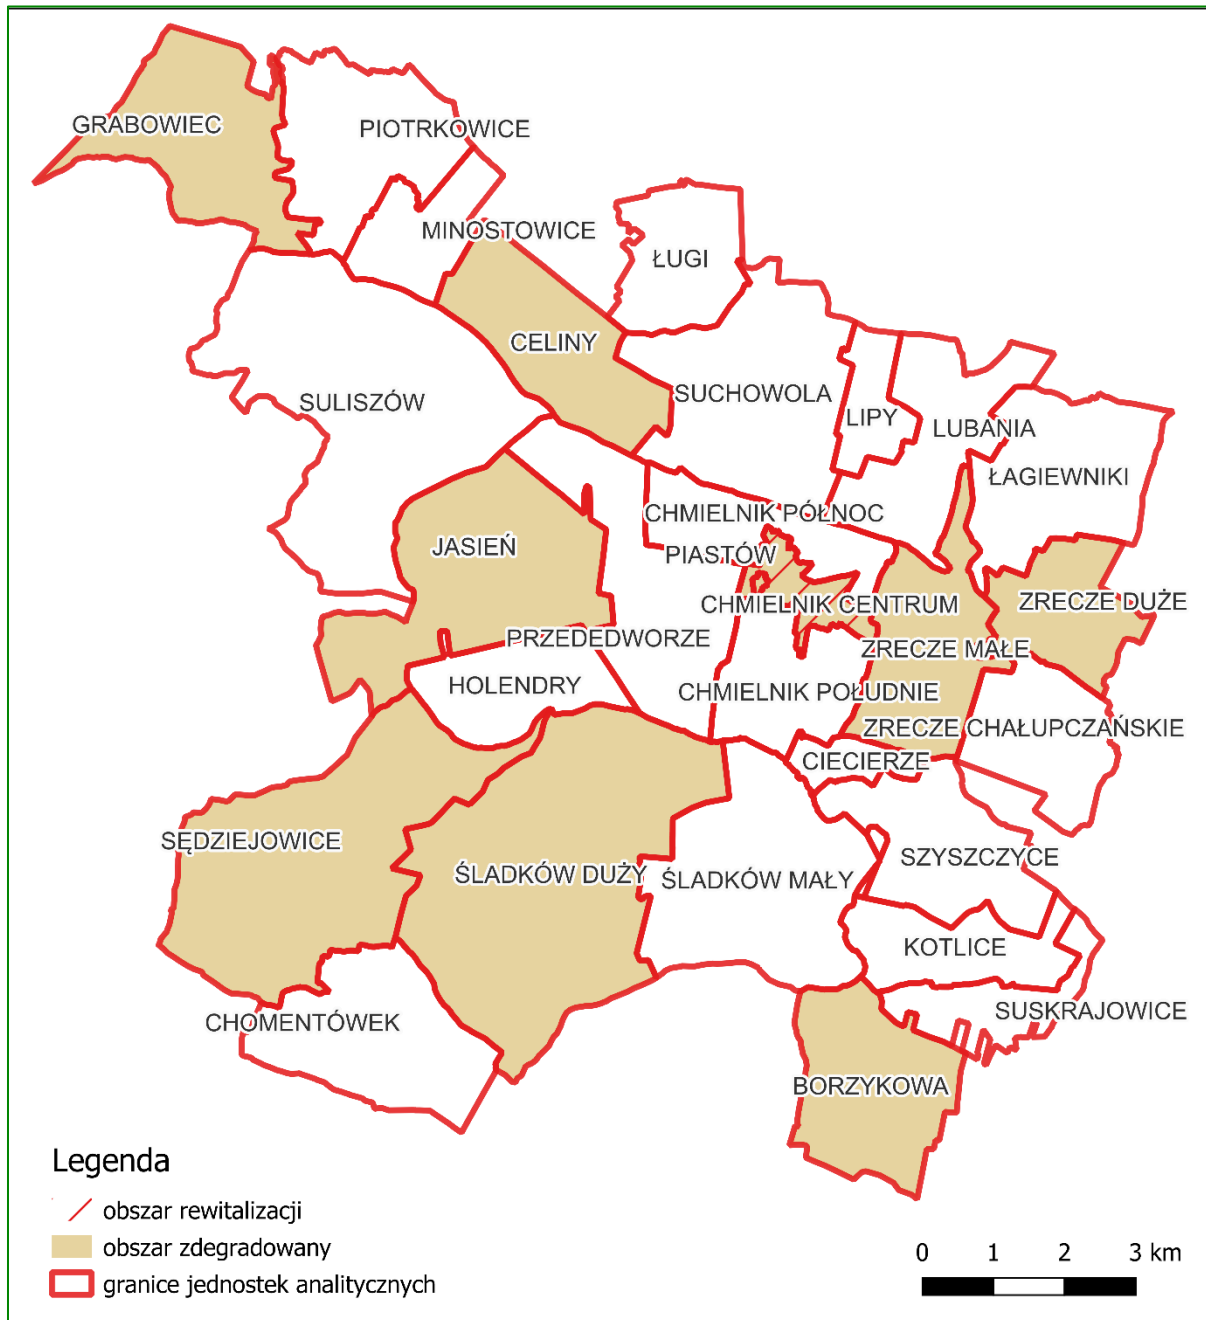 GRABOWIEC
PIOTRKOWICE
MINOSTOWICE
ŁUGI
CELINY
SULISZÓW
SUCHOWOLA
LIPY
LUBANIA
ŁAGIEWNIKI
CHMIELNIK PÓŁNOC
JASIEŃ
PIASTÓW
CHMIELNIK CENTRUM
ZRECZE DUŻE
PRZEDEDWORZE
ZRECZE MAŁE
HOLENDRY
CHMIELNIK POŁUDNIE
ZRECZE CHAŁUPCZAŃSKIE
CIECIERZE
SĘDZIEJOWICE
ŚLADKÓW DUŻY
ŚLADKÓW MAŁY
SZYSZCZYCE
KOTLICE
CHOMENTÓWEK
SUSKRAJOWICE
BORZYKOWA
Legenda
obszar rewitalizacji
obszar zdegradowany
granice jednostek analitycznych
0 1 2 3 km